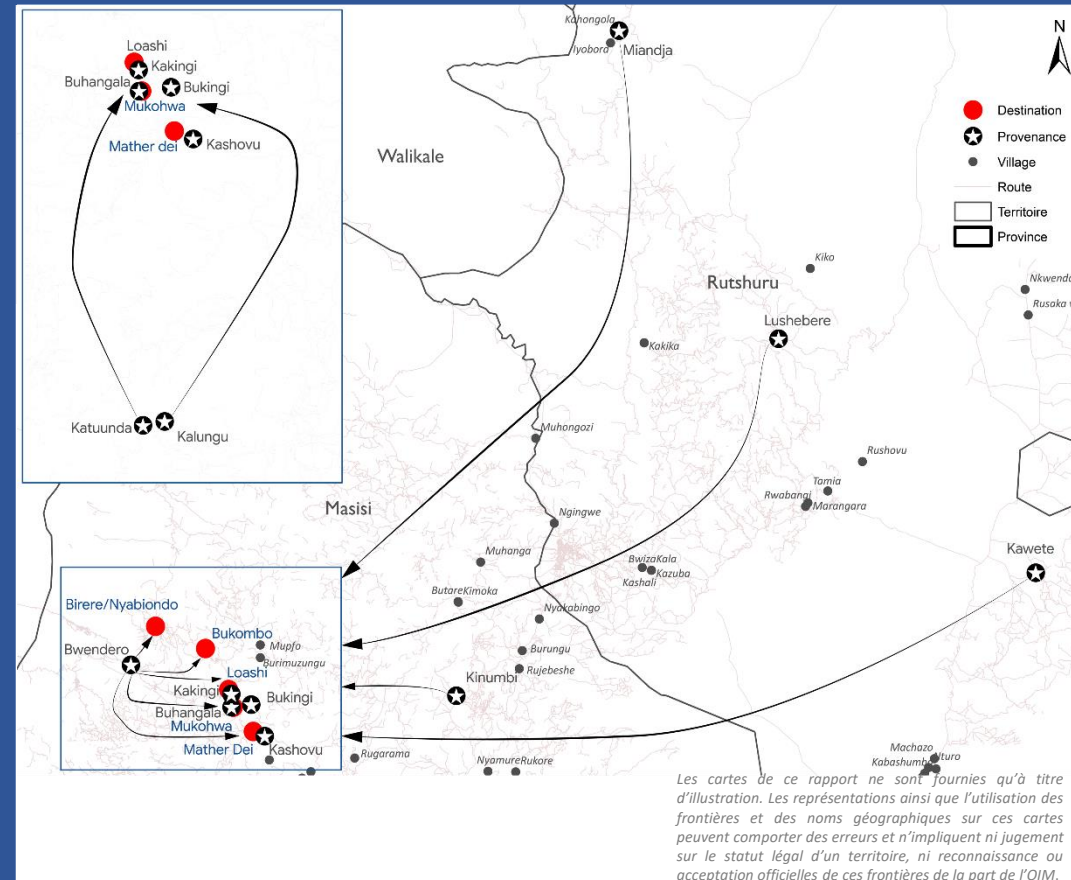 Loashi
Kakingi
Buhangala
Bukingi
Mukohwa
Mather dei
Kashovu
Katuunda
Kalungu
Kahongola
Iyobora
Miandja
N
Destination
Provenance
Village
Route
Territoire
Province
Walikale
Rutshuru
Kiko
Lushebere
Kakika
Nkwenda
Rusaka
Muhongozi
Rushovu
Tamia
Rwabangi
Marangara
Masisi
Ngingwe
Muhanga
BwizaKala
Kashali
Kazuba
Kawete
ButareKimoka
Nyakabingo
Birere/Nyabiondo
Bukombo
Mupfo
Burimuzungu
Burungu
Rujebeshe
Bwendero
Loashi
Kakingi
Bukingi
Kinumbi
Buhangala
Mukohwa
Mather Dei
Kashovu
Rugarama
NyamureRukore
Machazo
Kabashumba
Nturo
Les cartes de ce rapport ne sont fournies qu'à titre
d'illustration. Les représentations ainsi que l'utilisation des
frontières et des noms géographiques sur ces cartes
peuvent comporter des erreurs et n'impliquent ni jugement
sur le statut légal d'un territoire, ni reconnaissance ou
acceptation officielles de ces frontières de la part de l'OIM.